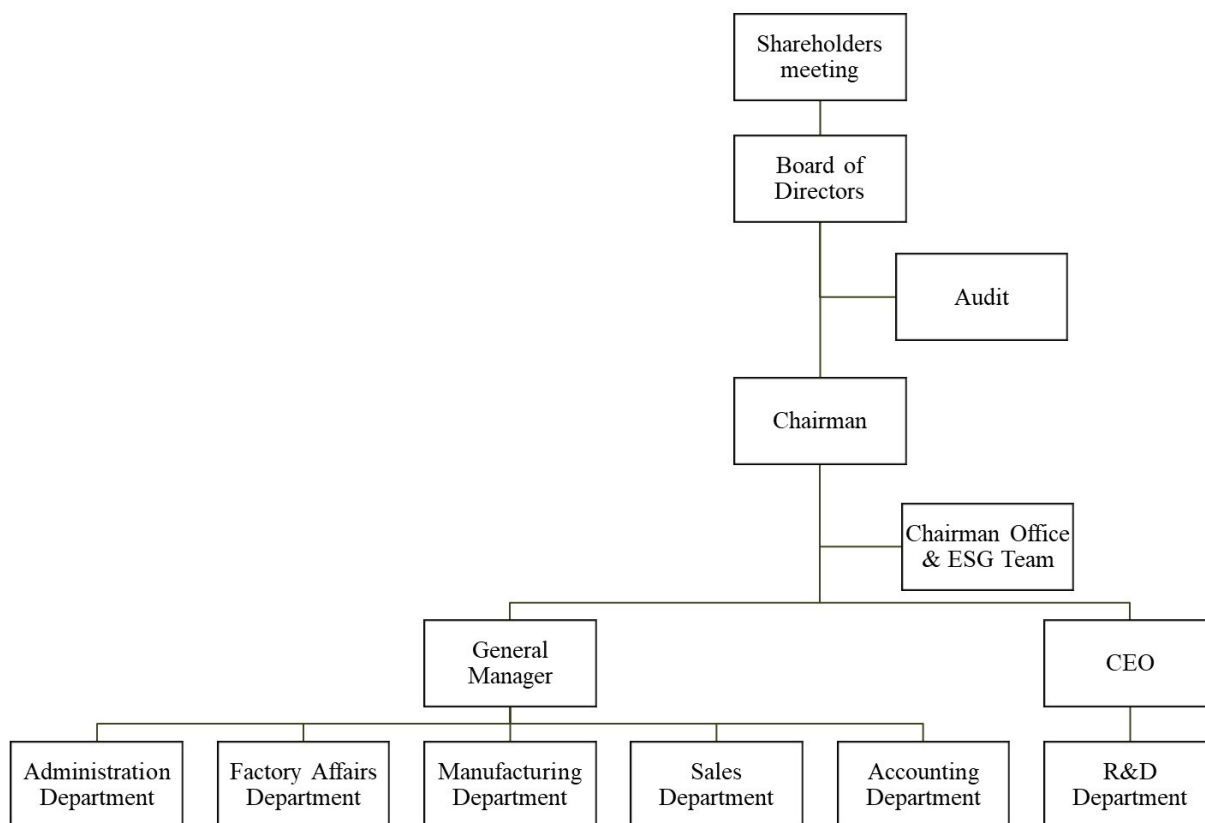 Shareholders
meeting
Board of
Directors
Audit
Chairman
Chairman Office
& ESG Team
General
Manager
CEO
Administration
Department
Factory Affairs
Department
Manufacturing
Department
Sales
Department
Accounting
Department
R&D
Department